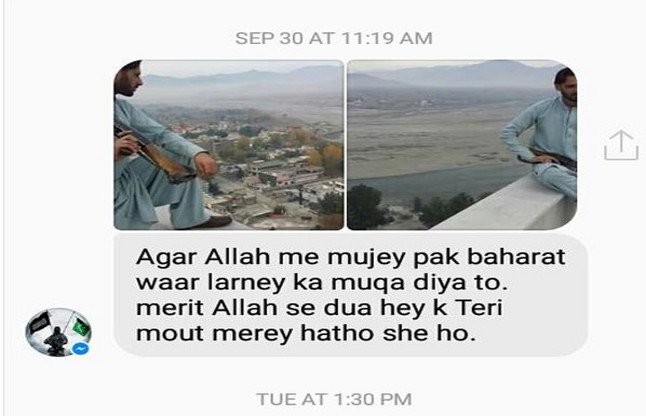 SEP 30 AT 11:19 AM
Agar Allah me mujey pak baharat
waar larney ka muqa diya to.
merit Allah se dua hey k Teri
mout merey hatho she ho.
TUE AT 1:30 PM